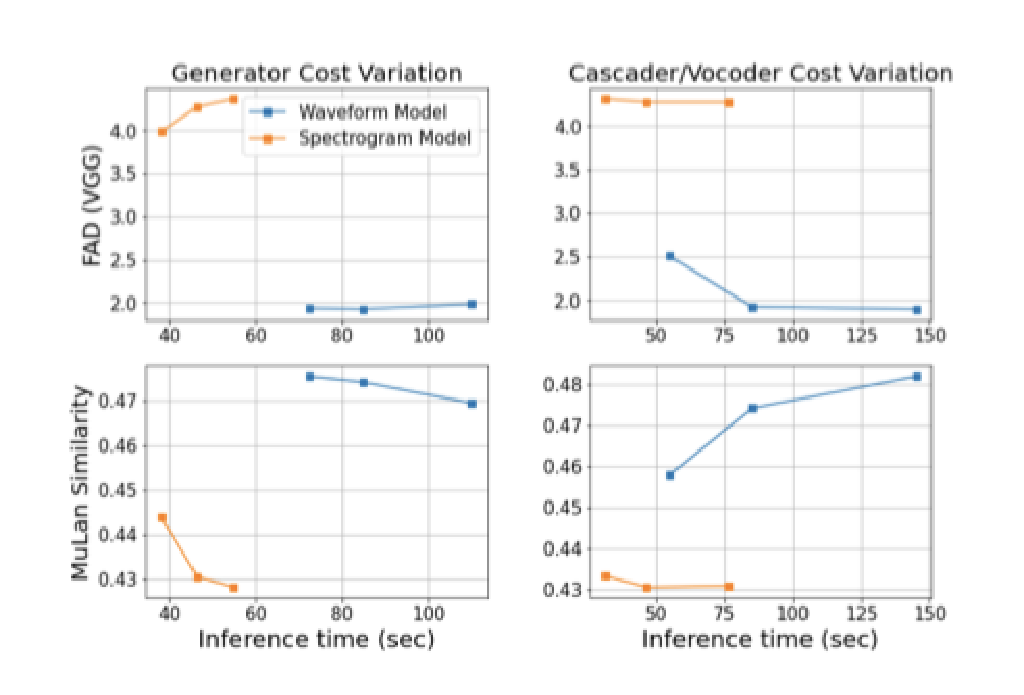 Generator Cost Variation
Waveform Model
Spectrogram Model
FAD (VGG)
4.0
3.5
3.0
2.5
2.0
40 60 80 100
Cascader/Vocoder Cost Variation
4.0
3.5
3.0
2.5
2.0
50 75 100 125 150
MuLan Similarity
0.47
0.46
0.45
0.44
0.43
40 60 80 100
Inference time (sec)
0.48
0.47
0.46
0.45
0.44
0.43
50 75 100 125 150
Inference time (sec)